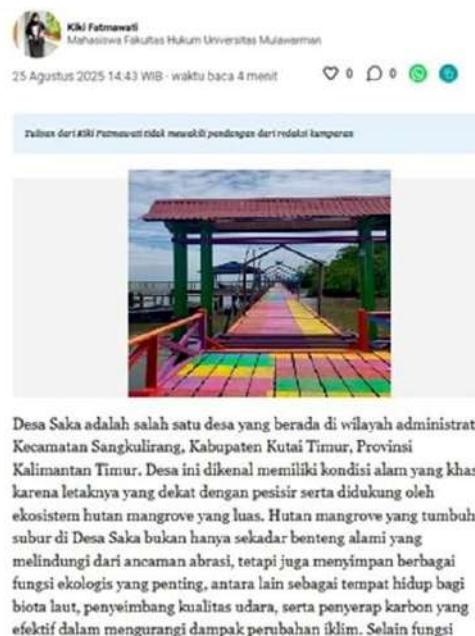 Kiki Fatmawati
Mahasiswa Fakultas Hukum Universitas Mulawarman
25 Agustus 2025 14:43 WIB · waktu baca 4 menit
0 0
Tulisan dari Kiki Fatmawati tidak mewakili pandangan dari redaksi kumparan
Desa Saka adalah salah satu desa yang berada di wilayah administrat
Kecamatan Sangkulirang, Kabupaten Kutai Timur, Provinsi
Kalimantan Timur. Desa ini dikenal memiliki kondisi alam yang khas
karena letaknya yang dekat dengan pesisir serta didukung oleh
ekosistem hutan mangrove yang luas. Hutan mangrove yang tumbuh
subur di Desa Saka bukan hanya sekadar benteng alami yang
melindungi dari ancaman abrasi, tetapi juga menyimpan berbagai
fungsi ekologis yang penting, antara lain sebagai tempat hidup bagi
biota laut, penyeimbang kualitas udara, serta penyerap karbon yang
efektif dalam mengurangi dampak perubahan iklim. Selain fungsi